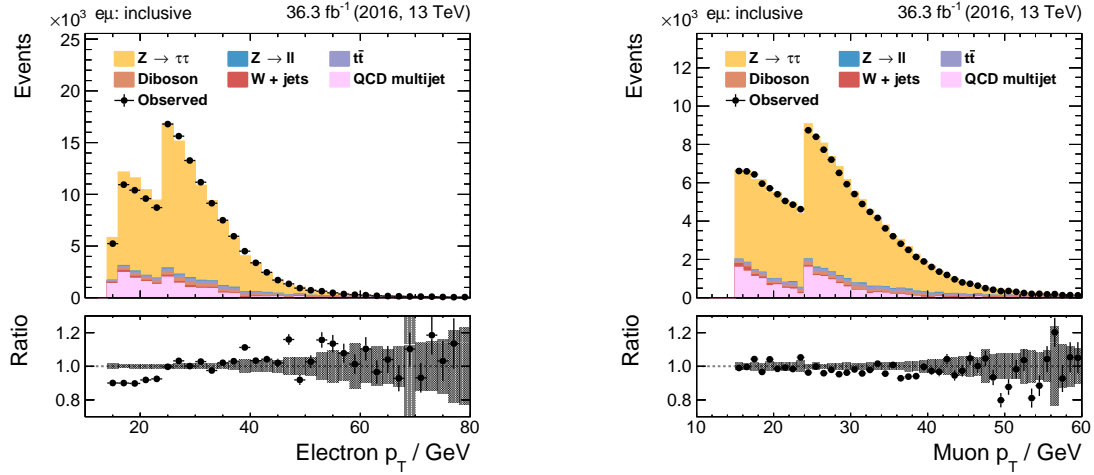 ×10³ eμ: inclusive 36.3 fb⁻¹ (2016, 13 TeV)
Events
25
20
15
10
5
0
Z → ττ Z → ll tt̄
Diboson W + jets QCD multijet
Observed
Ratio
1.2
1.0
0.8
20 40 60 80
Electron p_T / GeV
×10³ eμ: inclusive 36.3 fb⁻¹ (2016, 13 TeV)
Events
12
10
8
6
4
2
0
Z → ττ Z → ll tt̄
Diboson W + jets QCD multijet
Observed
Ratio
1.2
1.0
0.8
10 20 30 40 50 60
Muon p_T / GeV